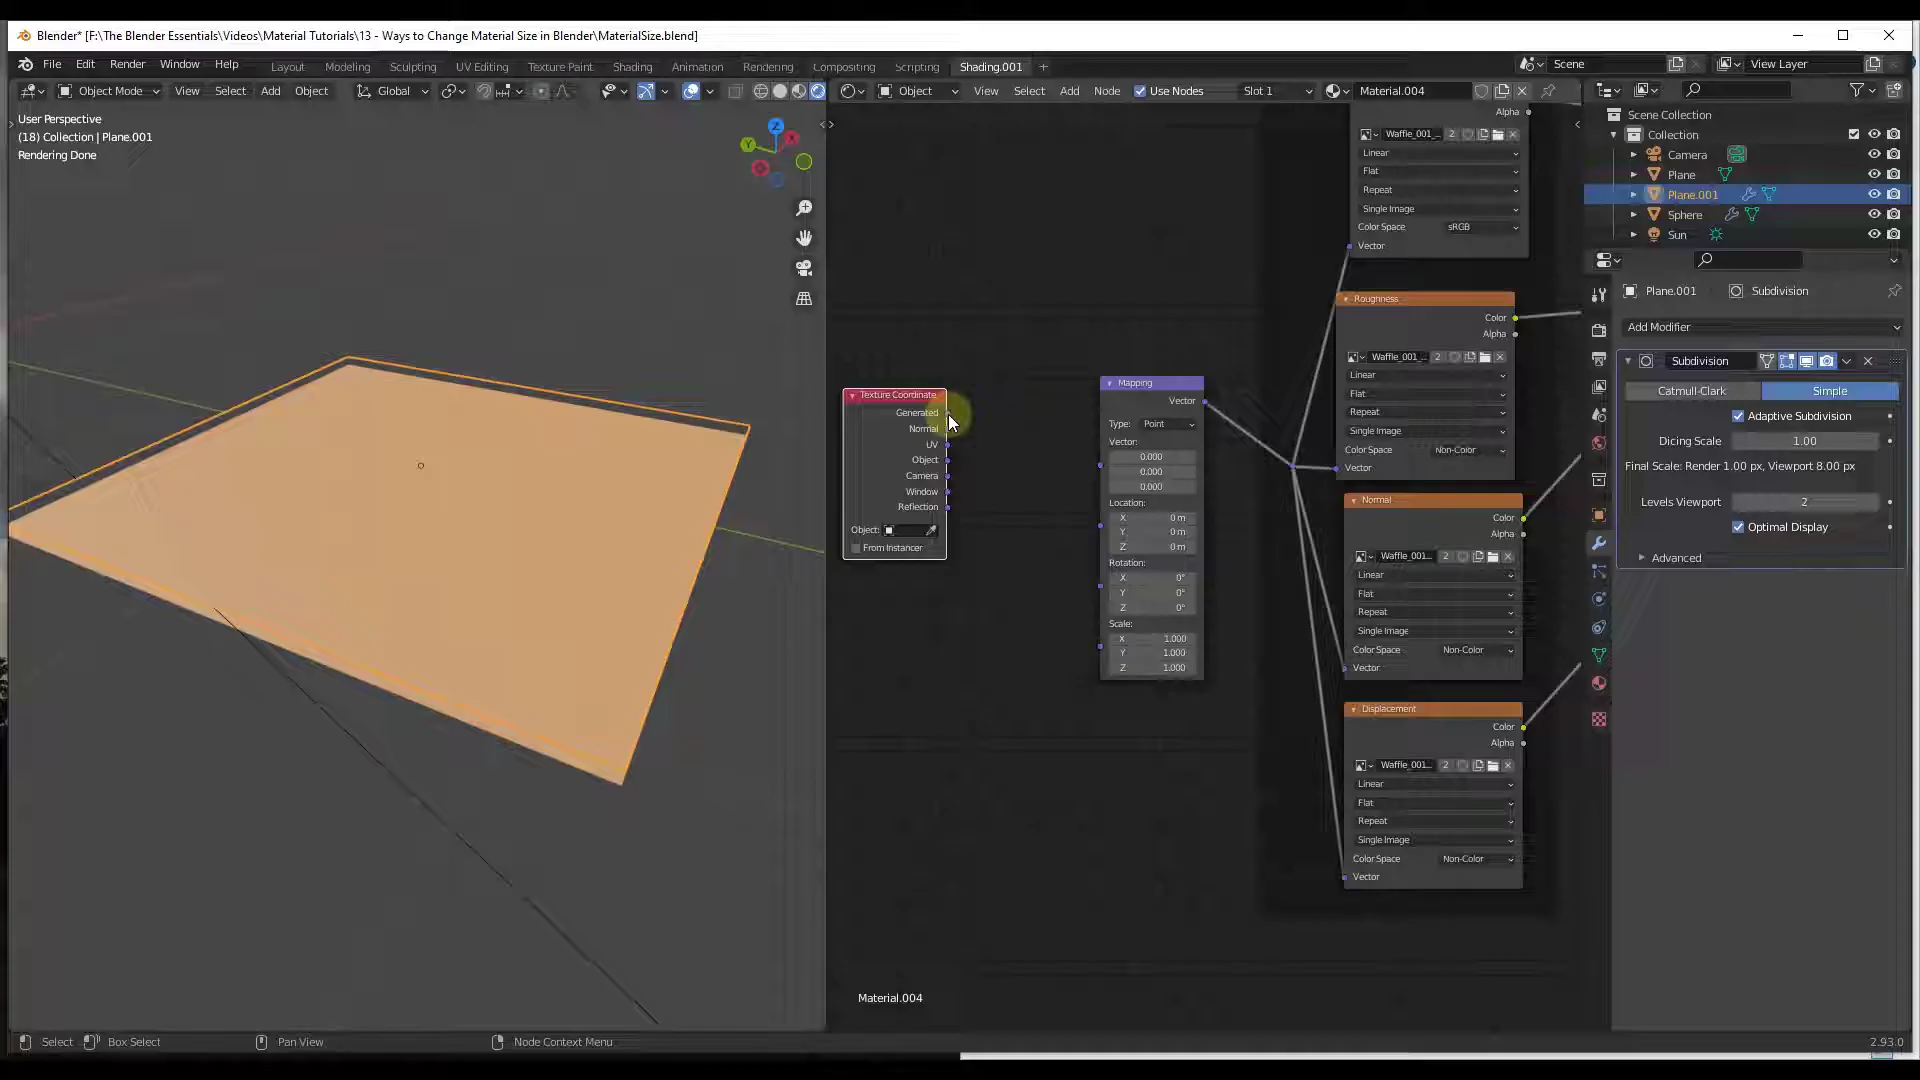 Blender* [F:\The Blender Essentials\Videos\Material Tutorials\13 - Ways to Change Material Size in Blender\MaterialSize.blend]
File Edit Render Window Help Layout Modeling Sculpting UV Editing Texture Paint Shading Animation Rendering Compositing Scripting Shading.001 + Scene View Layer
Object Mode View Select Add Object Global Object View Select Add Node Use Nodes Slot 1 Material.004
User Perspective
(18) Collection | Plane.001
Rendering Done
Z
Y
X
Texture Coordinate
Generated
Normal
UV
Object
Camera
Window
Reflection
Object:
From Instancer
Mapping
Vector
Type: Point
Vector:
0.000
0.000
0.000
Location:
X 0 m
Y 0 m
Z 0 m
Rotation:
X 0°
Y 0°
Z 0°
Scale:
X 1.000
Y 1.000
Z 1.000
Alpha
Waffle_001_... 2
Linear
Flat
Repeat
Single Image
Color Space sRGB
Vector
Roughness
Color
Alpha
Waffle_001_... 2
Linear
Flat
Repeat
Single Image
Color Space Non-Color
Vector
Normal
Color
Alpha
Waffle_001... 2
Linear
Flat
Repeat
Single Image
Color Space Non-Color
Vector
Displacement
Color
Alpha
Waffle_001... 2
Linear
Flat
Repeat
Single Image
Color Space Non-Color
Vector
Material.004
Scene Collection
Collection
Camera
Plane
Plane.001
Sphere
Sun
Plane.001 Subdivision
Add Modifier
Subdivision
Catmull-Clark Simple
Adaptive Subdivision
Dicing Scale 1.00
Final Scale: Render 1.00 px, Viewport 8.00 px
Levels Viewport 2
Optimal Display
Advanced
Select Box Select Pan View Node Context Menu 2.93.0